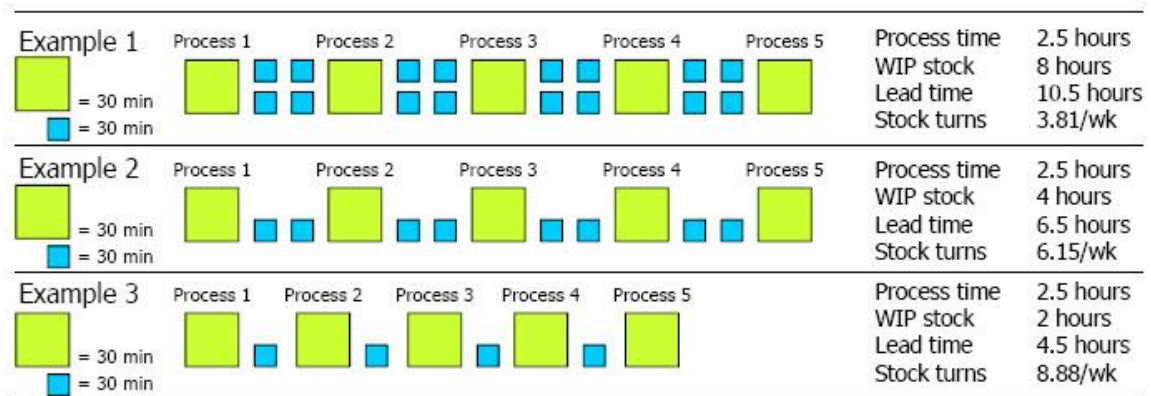 Example 1 Process 1 Process 2 Process 3 Process 4 Process 5 Process time 2.5 hours
WIP stock 8 hours
= 30 min Lead time 10.5 hours
= 30 min Stock turns 3.81/wk
Example 2 Process 1 Process 2 Process 3 Process 4 Process 5 Process time 2.5 hours
WIP stock 4 hours
= 30 min Lead time 6.5 hours
= 30 min Stock turns 6.15/wk
Example 3 Process 1 Process 2 Process 3 Process 4 Process 5 Process time 2.5 hours
WIP stock 2 hours
= 30 min Lead time 4.5 hours
= 30 min Stock turns 8.88/wk